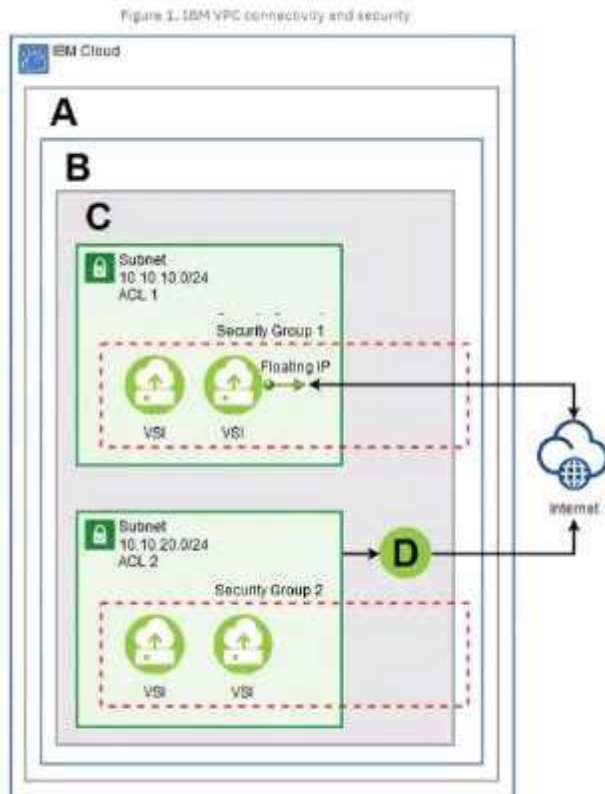 Figure 1. IBM VPC connectivity and security
IBM Cloud
A
B
C
Subnet
10.10.10.0/24
ACL 1
Security Group 1
Floating IP
VSI
VSI
Internet
Subnet
10.10.20.0/24
ACL 2
D
Security Group 2
VSI
VSI